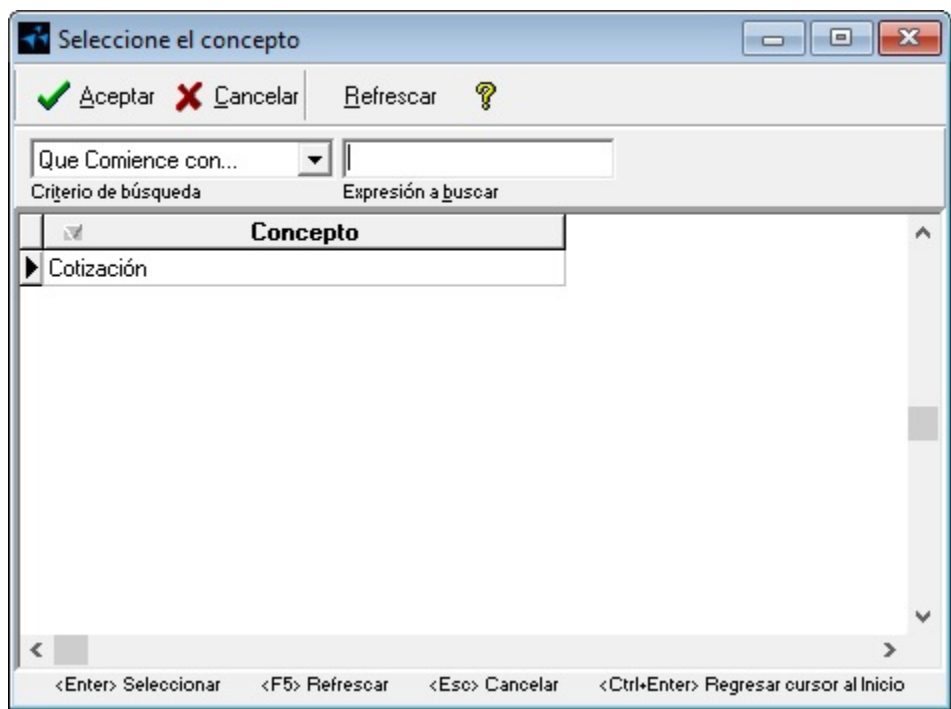 Seleccione el concepto
Aceptar Cancelar Refrescar
Que Comience con...
Criterio de búsqueda Expresión a buscar
Concepto
Cotización
<Enter> Seleccionar <F5> Refrescar <Esc> Cancelar <Ctrl+Enter> Regresar cursor al Inicio